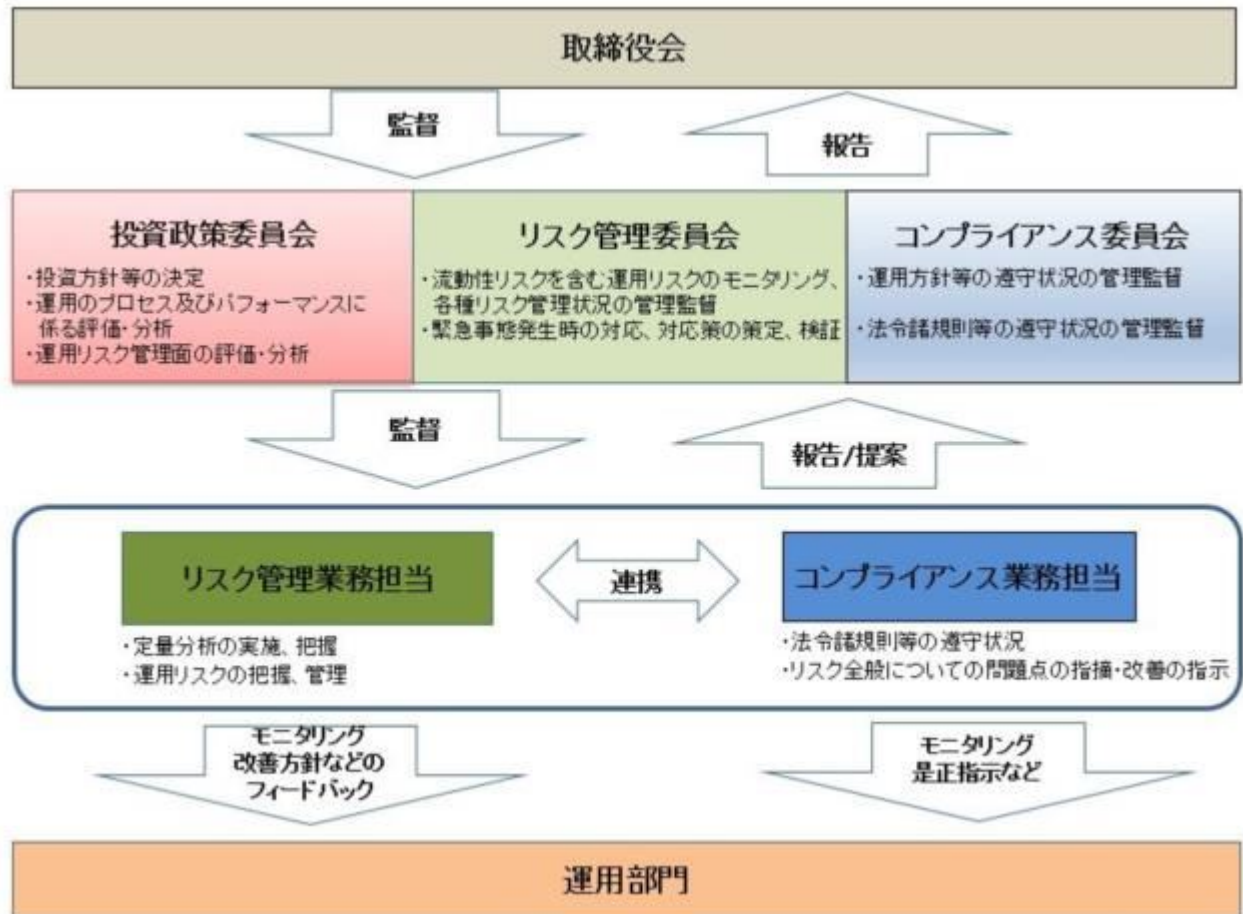 取締役会
監督
報告
投資政策委員会
・投資方針等の決定
・運用のプロセス及びパフォーマンスに
係る評価・分析
・運用リスク管理面の評価・分析
リスク管理委員会
・流動性リスクを含む運用リスクのモニタリング、
各種リスク管理状況の管理監督
・緊急事態発生時の対応、対応策の策定、検証
コンプライアンス委員会
・運用方針等の遵守状況の管理監督
・法令諸規則等の遵守状況の管理監督
監督
報告/提案
リスク管理業務担当
・定量分析の実施、把握
・運用リスクの把握、管理
連携
コンプライアンス業務担当
・法令諸規則等の遵守状況
・リスク全般についての問題点の指摘・改善の指示
モニタリング
改善方針などの
フィードバック
モニタリング
是正指示など
運用部門